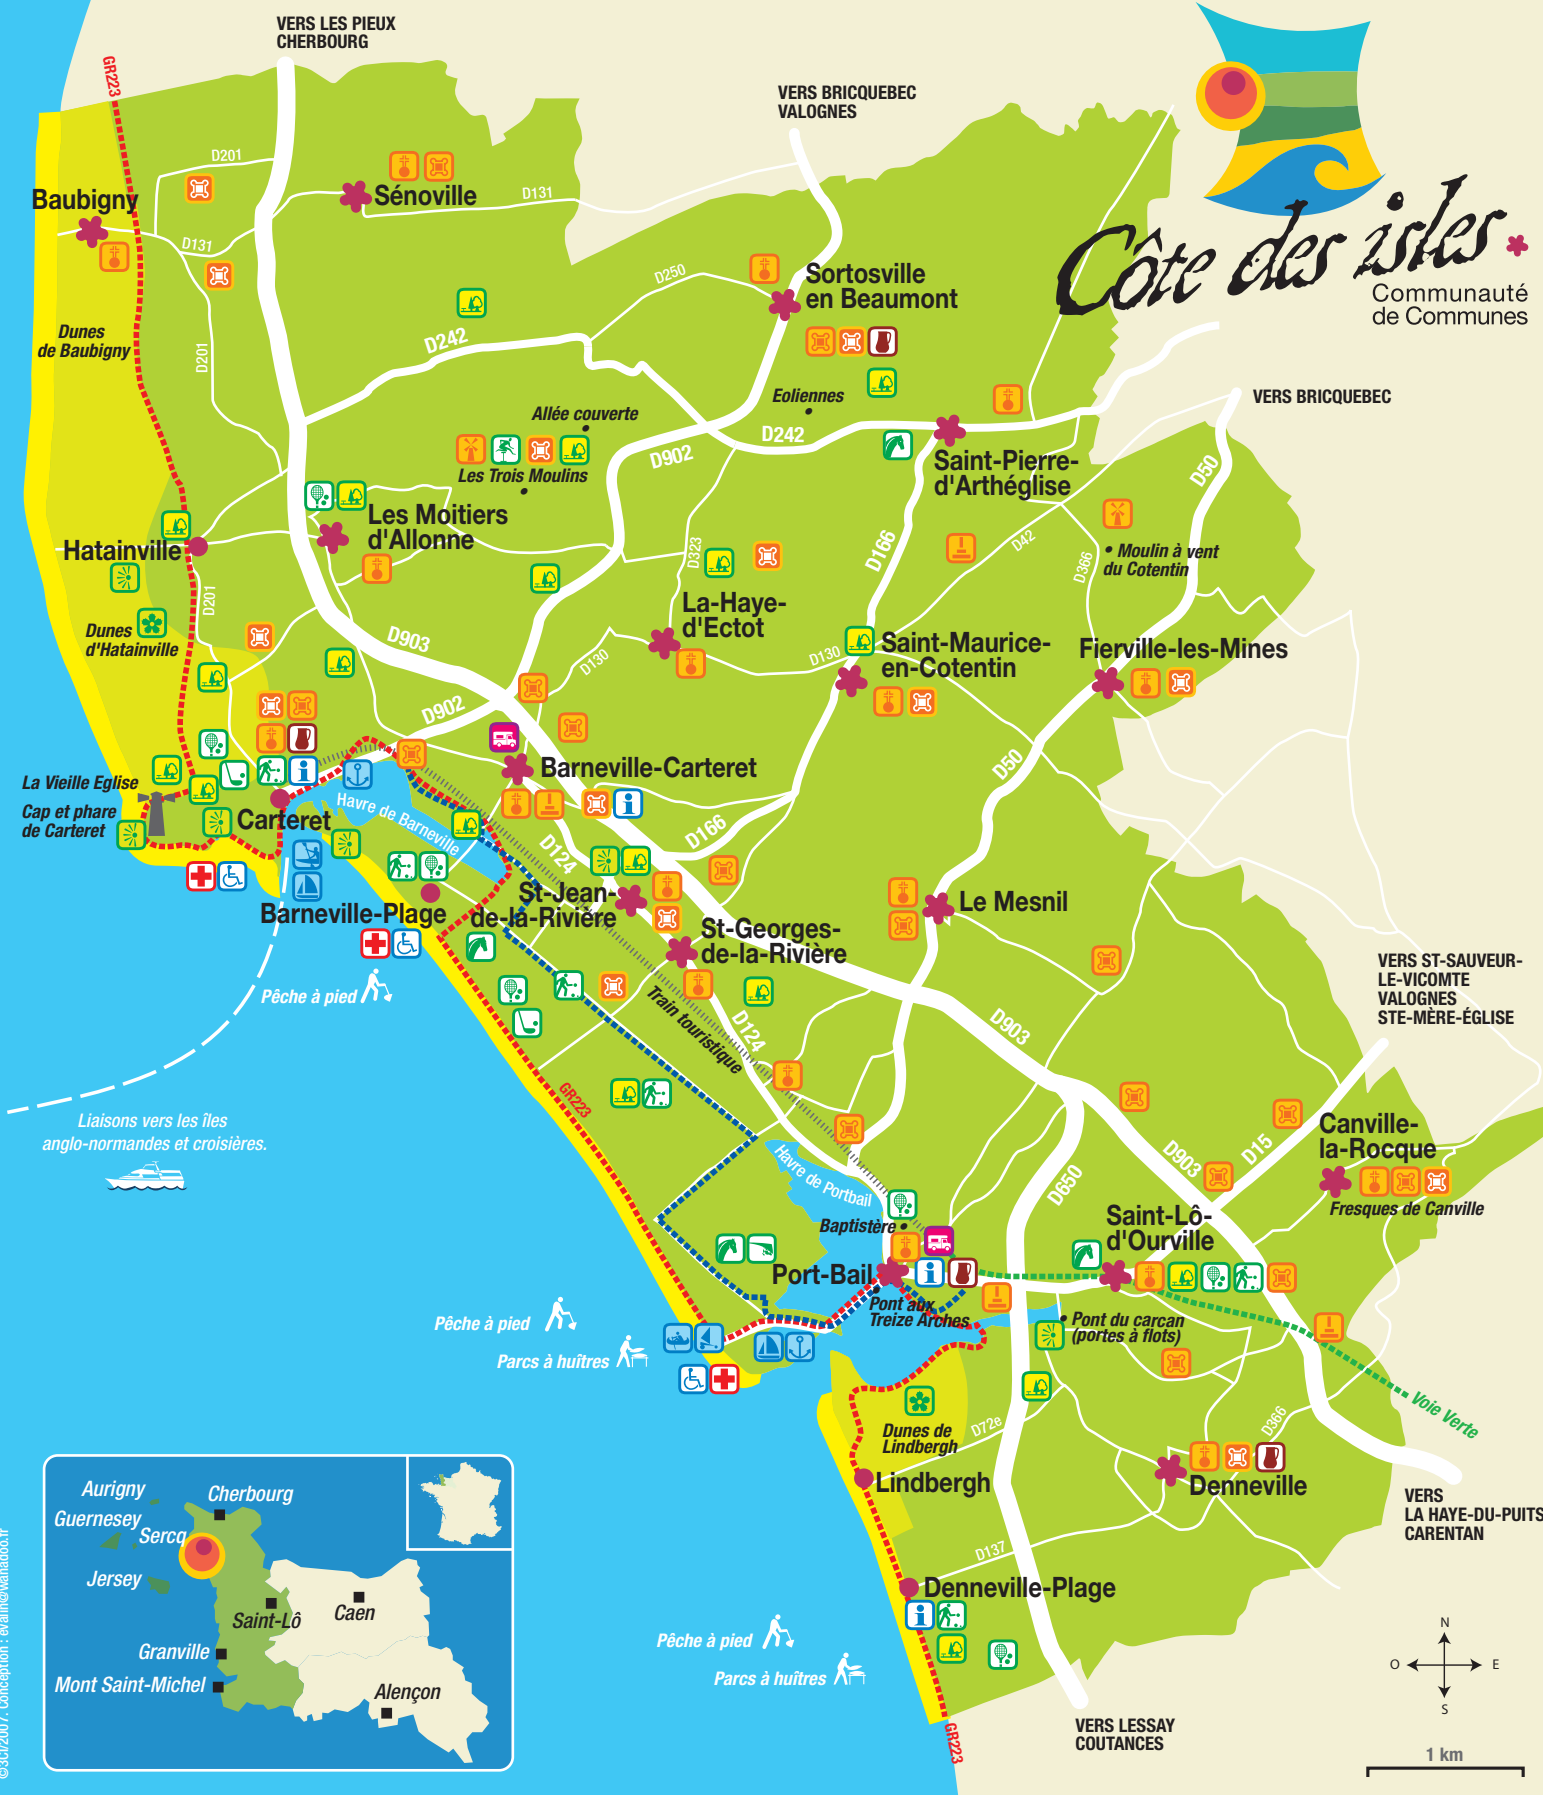 VERS LES PIEUX
CHERBOURG
GR223
VERS BRICQUEBEC
VALOGNES
Côte des isles
Communauté
de Communes
D201
Baubigny
Sénoville
D131
D131
D250
Sortosville
en Beaumont
Dunes
de Baubigny
D201
D242
Eoliennes
VERS BRICQUEBEC
Allée couverte
D242
D902
Les Trois Moulins
Saint-Pierre-
d'Arthéglise
D50
Les Moitiers
d'Allonne
Hatainville
D323
D166
D42
D366
Moulin à vent
du Cotentin
D201
Dunes
d'Hatainville
La-Haye-
d'Ectot
D903
D130
D130
Saint-Maurice-
en-Cotentin
Fierville-les-Mines
D902
La Vieille Eglise
Cap et phare
de Carteret
Carteret
Havre de Barneville
Barneville-Carteret
D50
D166
D124
Barneville-Plage
St-Jean-
de-la-Rivière
Le Mesnil
St-Georges-
de-la-Rivière
VERS ST-SAUVEUR-
LE-VICOMTE
VALOGNES
STE-MÈRE-ÉGLISE
Pêche à pied
Train touristique
D124
D903
GR223
Liaisons vers les îles
anglo-normandes et croisières.
Canville-
la-Rocque
D15
D903
D650
Havre de Portbail
Fresques de Canville
Saint-Lô-
d'Ourville
Baptistère
Port-Bail
Pont aux
Treize Arches
Pont du carcan
(portes à flots)
Pêche à pied
Parcs à huîtres
Voie Verte
Dunes de
Lindbergh
D72e
D366
Lindbergh
Denneville
VERS
LA HAYE-DU-PUITS
CARENTAN
D137
Denneville-Plage
Pêche à pied
Parcs à huîtres
GR223
VERS LESSAY
COUTANCES
Aurigny
Cherbourg
Guernesey
Sercq
Jersey
Saint-Lô
Caen
Granville
Mont Saint-Michel
Alençon
N
O
E
S
1 km
©3CI/2007. Conception : evalin@wanadoo.fr